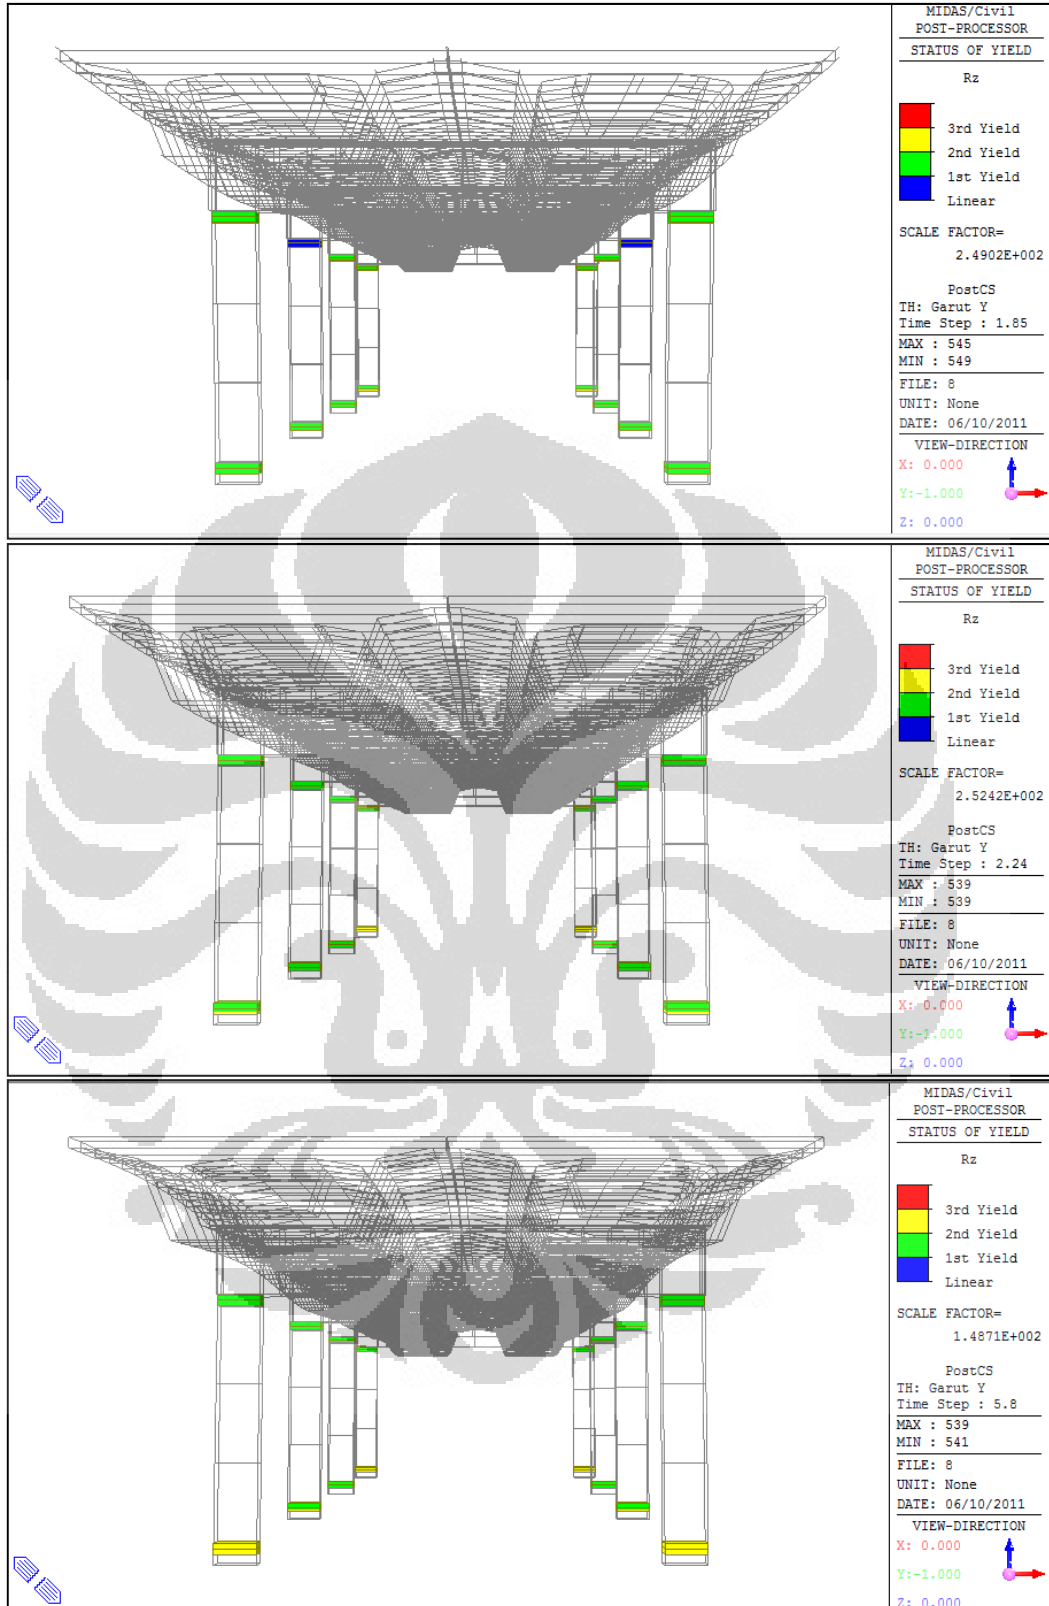 MIDAS/Civil
POST-PROCESSOR
STATUS OF YIELD
Rz
3rd Yield
2nd Yield
1st Yield
Linear
SCALE FACTOR=
2.4902E+002
PostCS
TH: Garut Y
Time Step : 1.85
MAX : 545
MIN : 549
FILE: 8
UNIT: None
DATE: 06/10/2011
VIEW-DIRECTION
X: 0.000
Y:-1.000
Z: 0.000
MIDAS/Civil
POST-PROCESSOR
STATUS OF YIELD
Rz
3rd Yield
2nd Yield
1st Yield
Linear
SCALE FACTOR=
2.5242E+002
PostCS
TH: Garut Y
Time Step : 2.24
MAX : 539
MIN : 539
FILE: 8
UNIT: None
DATE: 06/10/2011
VIEW-DIRECTION
X: 0.000
Y:-1.000
Z: 0.000
MIDAS/Civil
POST-PROCESSOR
STATUS OF YIELD
Rz
3rd Yield
2nd Yield
1st Yield
Linear
SCALE FACTOR=
1.4871E+002
PostCS
TH: Garut Y
Time Step : 5.8
MAX : 539
MIN : 541
FILE: 8
UNIT: None
DATE: 06/10/2011
VIEW-DIRECTION
X: 0.000
Y:-1.000
Z: 0.000